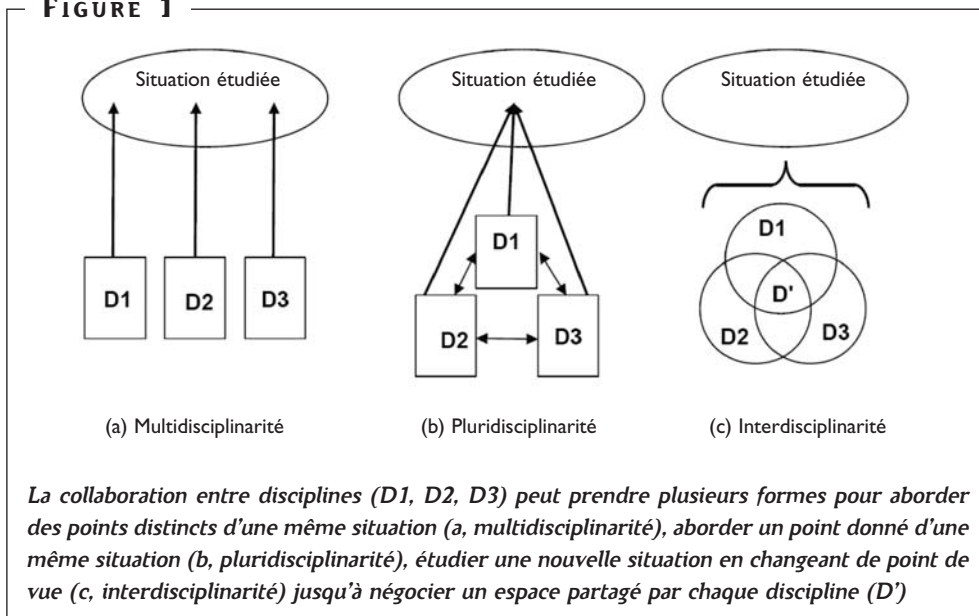 FIGURE 1
Situation étudiée
Situation étudiée
Situation étudiée
D1
D2
D3
D1
D2
D3
D1
D'
D2
D3
(a) Multidisciplinarité
(b) Pluridisciplinarité
(c) Interdisciplinarité
La collaboration entre disciplines (D1, D2, D3) peut prendre plusieurs formes pour aborder
des points distincts d'une même situation (a, multidisciplinarité), aborder un point donné d'une
même situation (b, pluridisciplinarité), étudier une nouvelle situation en changeant de point de
vue (c, interdisciplinarité) jusqu'à négocier un espace partagé par chaque discipline (D')